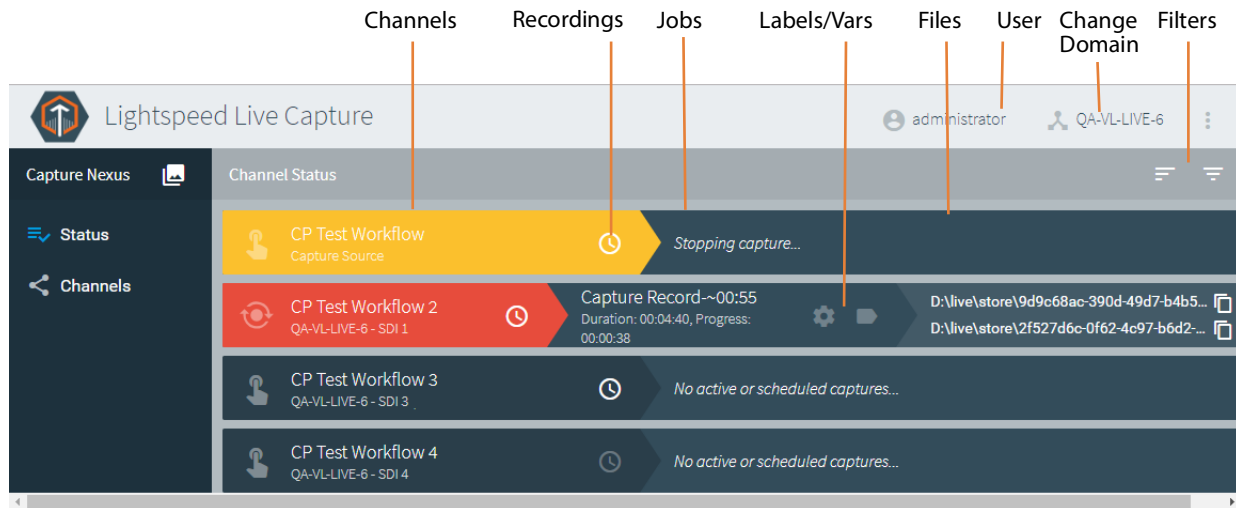 Channels Recordings Jobs Labels/Vars Files User Change Domain Filters
Lightspeed Live Capture
administrator
QA-VL-LIVE-6
Capture Nexus
Channel Status
Status
Channels
CP Test Workflow
Capture Source
Stopping capture...
CP Test Workflow 2
QA-VL-LIVE-6 - SDI 1
Capture Record-~00:55
Duration: 00:04:40, Progress:
00:00:38
D:\live\store\9d9c68ac-390d-49d7-b4b5...
D:\live\store\2f527d6c-0f62-4c97-b6d2-...
CP Test Workflow 3
QA-VL-LIVE-6 - SDI 3
No active or scheduled captures...
CP Test Workflow 4
QA-VL-LIVE-6 - SDI 4
No active or scheduled captures...